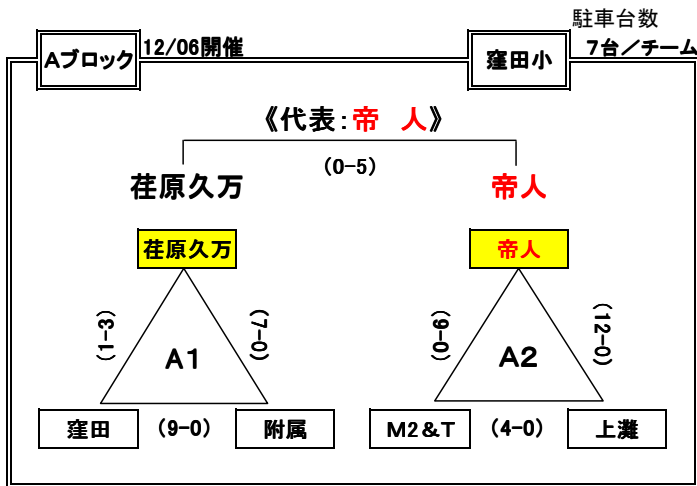 駐車台数
Aブロック 12/06開催 窪田小 7台／チーム
《代表：帝 人》
(0-5)
荏原久万 帝人
荏原久万 帝人
(1-3) (7-0) (9-0) (12-0)
A1 A2
窪田 (9-0) 附属 M2&T (4-0) 上灘